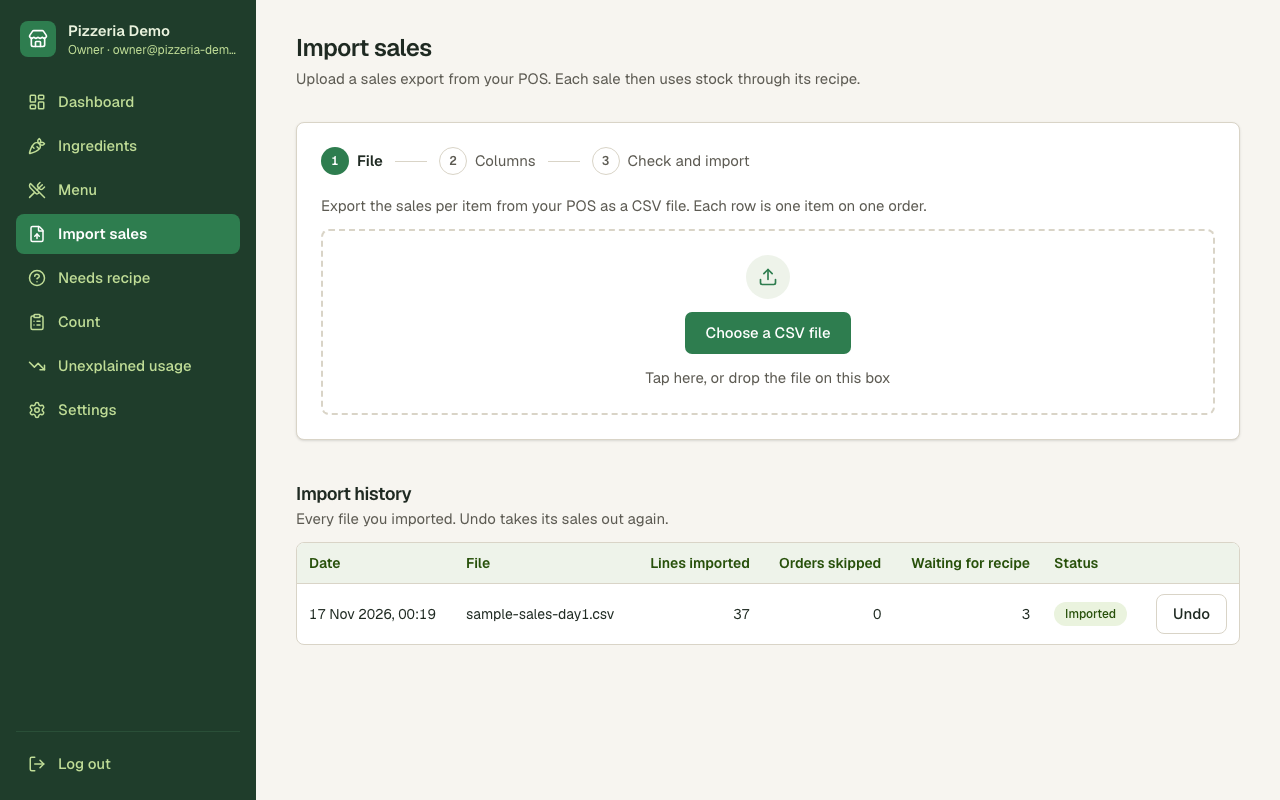 Pizzeria Demo
Owner · owner@pizzeria-dem…
Dashboard
Ingredients
Menu
Import sales
Needs recipe
Count
Unexplained usage
Settings
Log out
Import sales
Upload a sales export from your POS. Each sale then uses stock through its recipe.
1 File 2 Columns 3 Check and import
Export the sales per item from your POS as a CSV file. Each row is one item on one order.
Choose a CSV file
Tap here, or drop the file on this box
Import history
Every file you imported. Undo takes its sales out again.
Date File Lines imported Orders skipped Waiting for recipe Status
17 Nov 2026, 00:19 sample-sales-day1.csv 37 0 3 Imported Undo